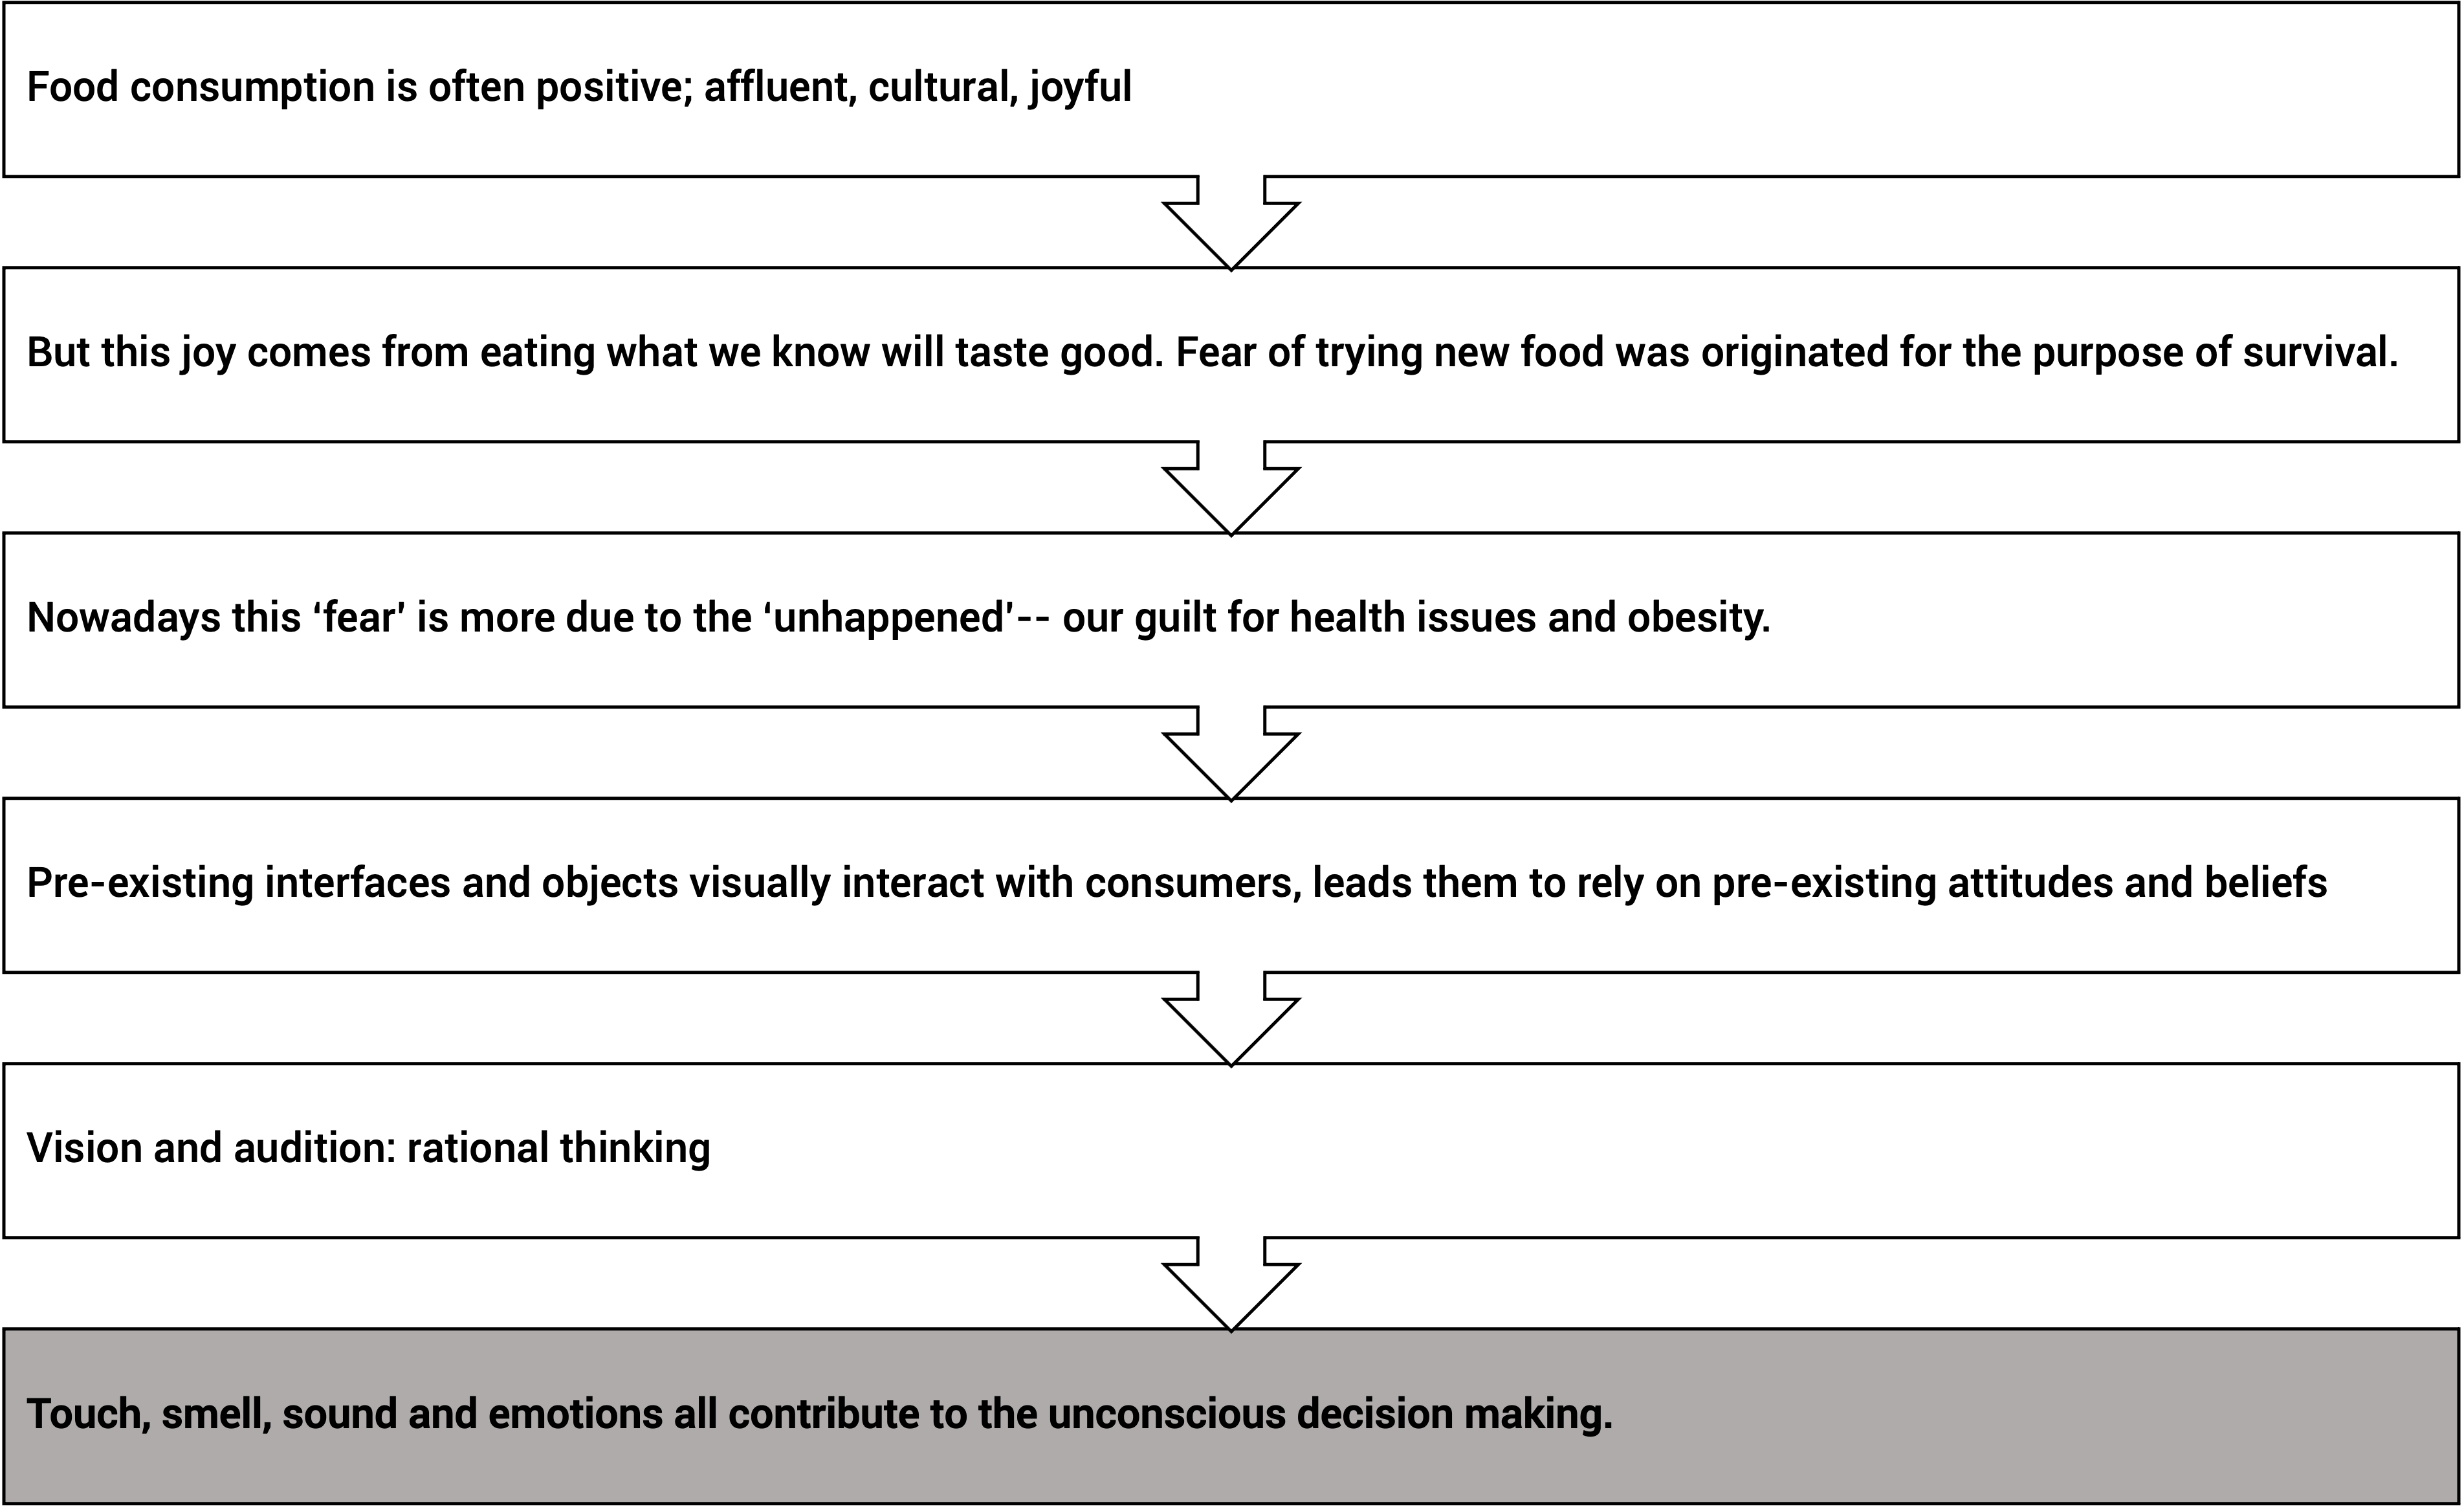 Food consumption is often positive; affluent, cultural, joyful
But this joy comes from eating what we know will taste good. Fear of trying new food was originated for the purpose of survival.
Nowadays this ‘fear’ is more due to the ‘unhappened’-- our guilt for health issues and obesity.
Pre-existing interfaces and objects visually interact with consumers, leads them to rely on pre-existing attitudes and beliefs
Vision and audition: rational thinking
Touch, smell, sound and emotions all contribute to the unconscious decision making.